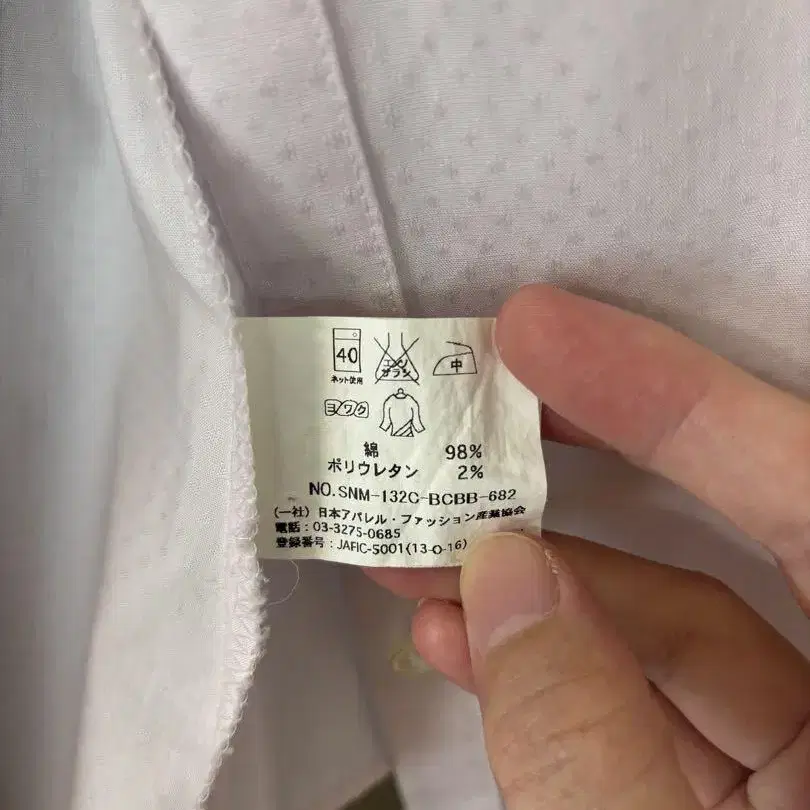 40
ネット使用
エンソ
サラシ
中
ヨワク
綿 98%
ポリウレタン 2%
NO.SNM-132C-BCBB-682
(一社)日本アパレル・ファッション産業協会
電話:03-3275-0685
登録番号:JAFIC-5001(13-0-16)